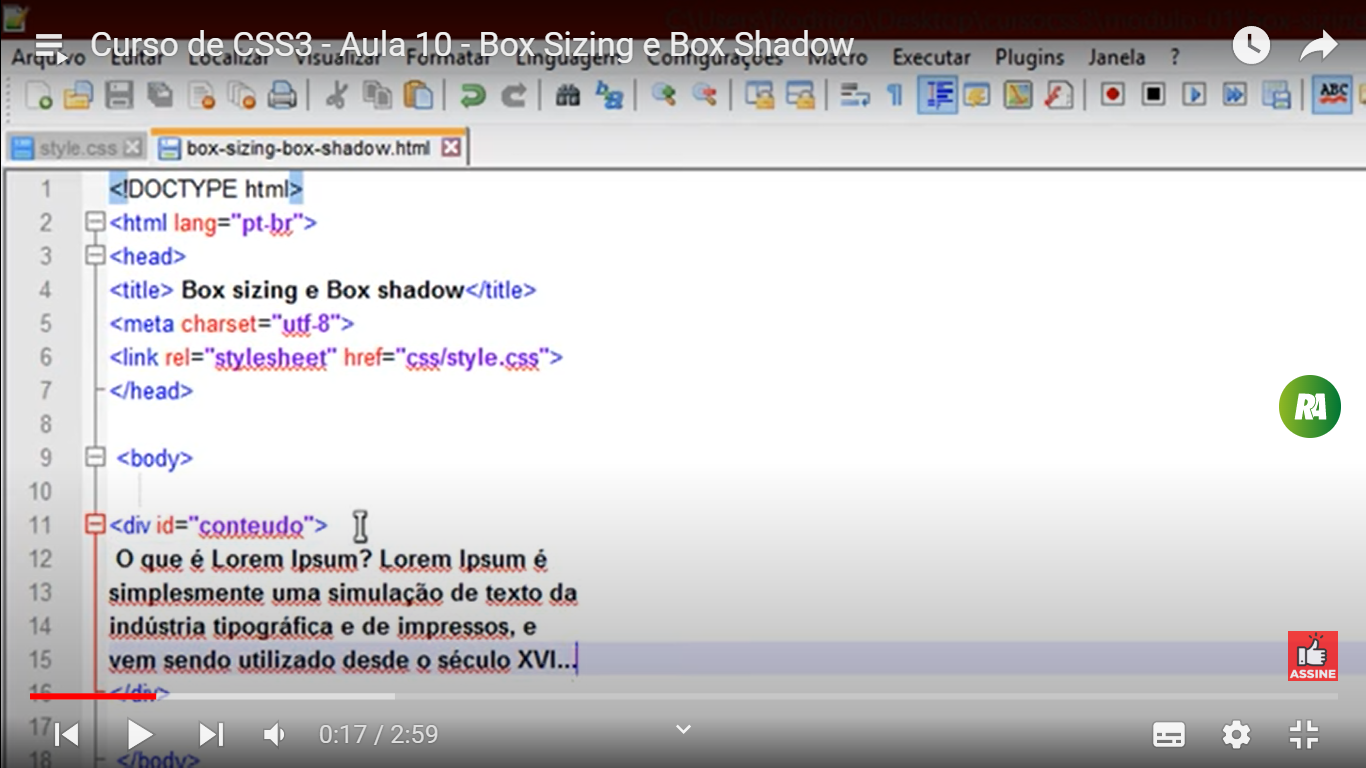 Curso de CSS3 - Aula 10 - Box Sizing e Box Shadow
Arquivo Editar Localizar Visualizar Formatar Linguagem Configurações Macro Executar Plugins Janela ?
ABC
style.css box-sizing-box-shadow.html
1 <!DOCTYPE html>
2 <html lang="pt-br">
3 <head>
4 <title> Box sizing e Box shadow</title>
5 <meta charset="utf-8">
6 <link rel="stylesheet" href="css/style.css">
7 </head>
8
9 <body>
10
11 <div id="conteudo">
12 O que é Lorem Ipsum? Lorem Ipsum é
13 simplesmente uma simulação de texto da
14 indústria tipográfica e de impressos, e
15 vem sendo utilizado desde o século XVI...
16 </div>
17
18 </body>
RA
ASSINE
0:17 / 2:59